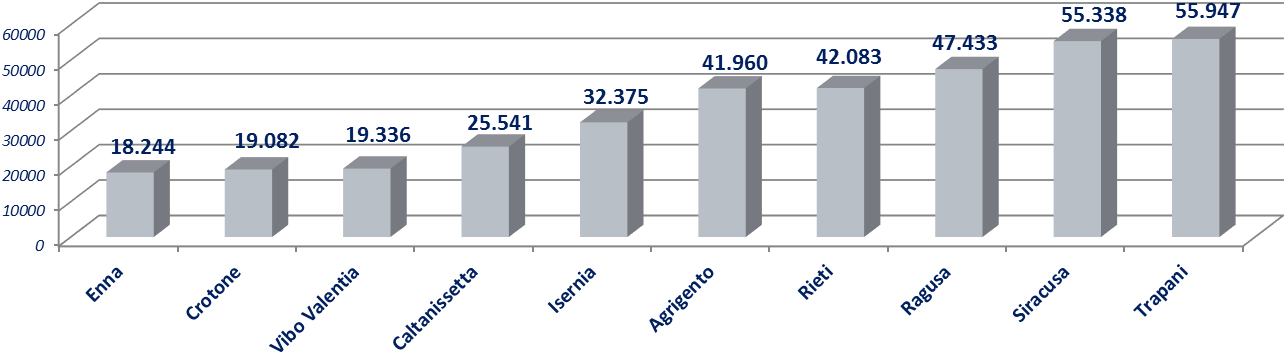 60000
50000
40000
30000
20000
10000
0
18.244
19.082
19.336
25.541
32.375
41.960
42.083
47.433
55.338
55.947
Enna
Crotone
Vibo Valentia
Caltanissetta
Isernia
Agrigento
Rieti
Ragusa
Siracusa
Trapani